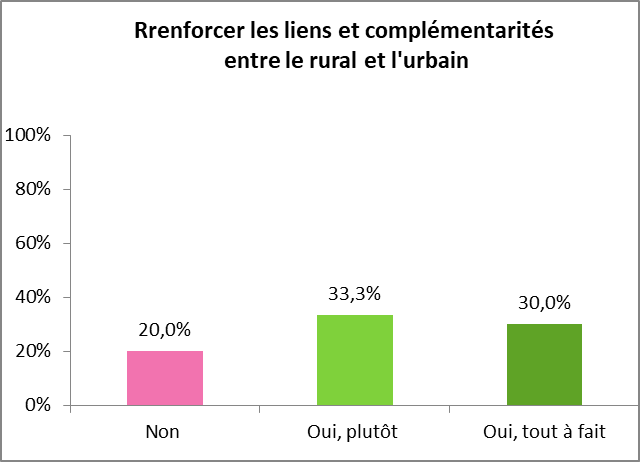 Rrenforcer les liens et complémentarités
entre le rural et l'urbain
100%
80%
60%
40%
20%
0%
20,0%
33,3%
30,0%
Non
Oui, plutôt
Oui, tout à fait